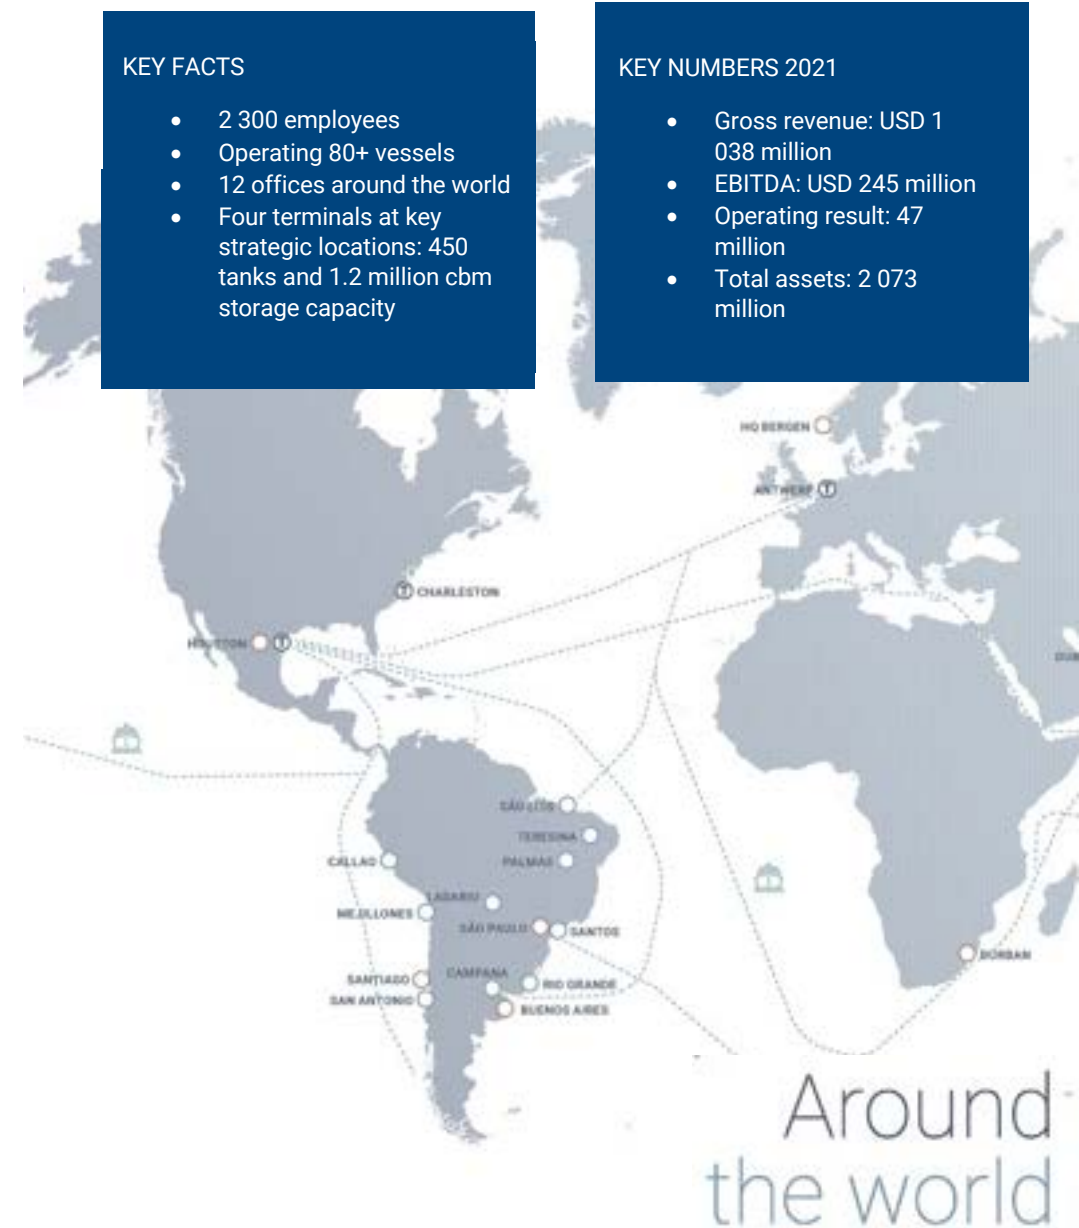 KEY FACTS
• 2 300 employees
• Operating 80+ vessels
• 12 offices around the world
• Four terminals at key
strategic locations: 450
tanks and 1.2 million cbm
storage capacity
KEY NUMBERS 2021
• Gross revenue: USD 1
038 million
• EBITDA: USD 245 million
• Operating result: 47
million
• Total assets: 2 073
million
HQ BERGEN
ANTWERP T
T CHARLESTON
HOUSTON T
SÃO LUIS
TERESINA
CALLAO
PALMAS
LADARIO
MEJILLONES
SÃO PAULO
SANTOS
DURBAN
SANTIAGO
CAMPANA
RIO GRANDE
SAN ANTONIO
BUENOS AIRES
Around
the world